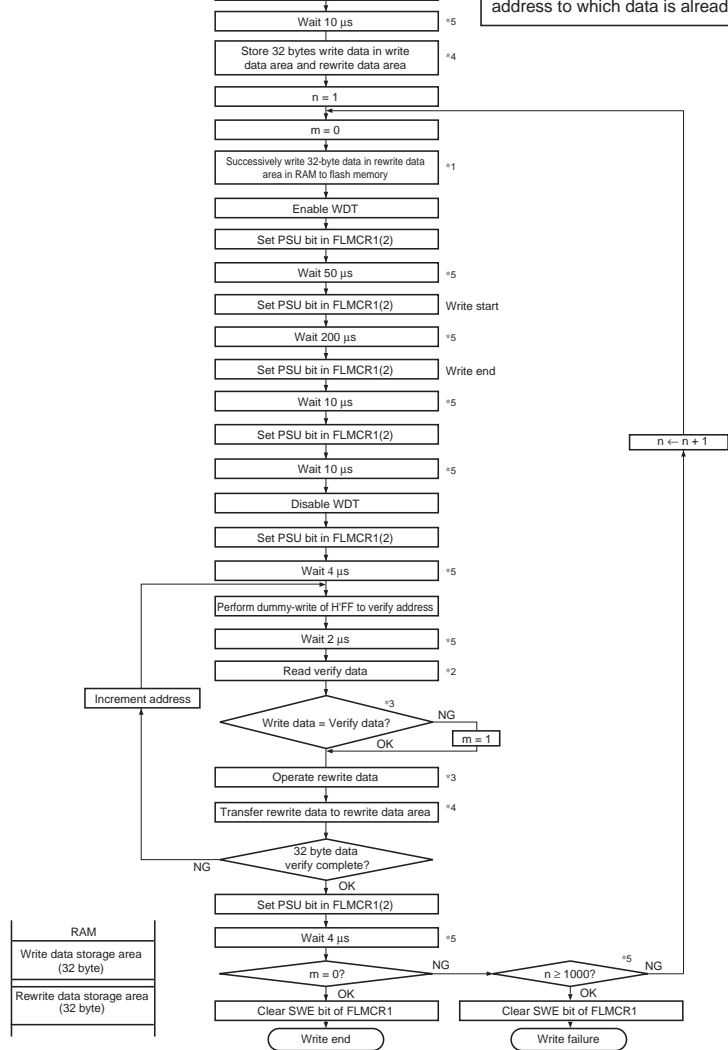 address to which data is alread
Wait 10 μs *5
Store 32 bytes write data in write
data area and rewrite data area *4
n = 1
m = 0
Successively write 32-byte data in rewrite data
area in RAM to flash memory *1
Enable WDT
Set PSU bit in FLMCR1(2)
Wait 50 μs *5
Set PSU bit in FLMCR1(2) Write start
Wait 200 μs *5
Set PSU bit in FLMCR1(2) Write end
Wait 10 μs *5
Set PSU bit in FLMCR1(2)
n ← n + 1
Wait 10 μs *5
Disable WDT
Set PSU bit in FLMCR1(2)
Wait 4 μs *5
Perform dummy-write of H'FF to verify address
Wait 2 μs *5
Read verify data *2
Increment address
*3
Write data = Verify data? NG
m = 1
OK
Operate rewrite data *3
Transfer rewrite data to rewrite data area *4
32 byte data
verify complete?
NG
OK
Set PSU bit in FLMCR1(2)
Wait 4 μs *5
m = 0? NG
n ≥ 1000? *5 NG
OK
OK
Clear SWE bit of FLMCR1
Clear SWE bit of FLMCR1
Write end
Write failure
RAM
Write data storage area
(32 byte)
Rewrite data storage area
(32 byte)